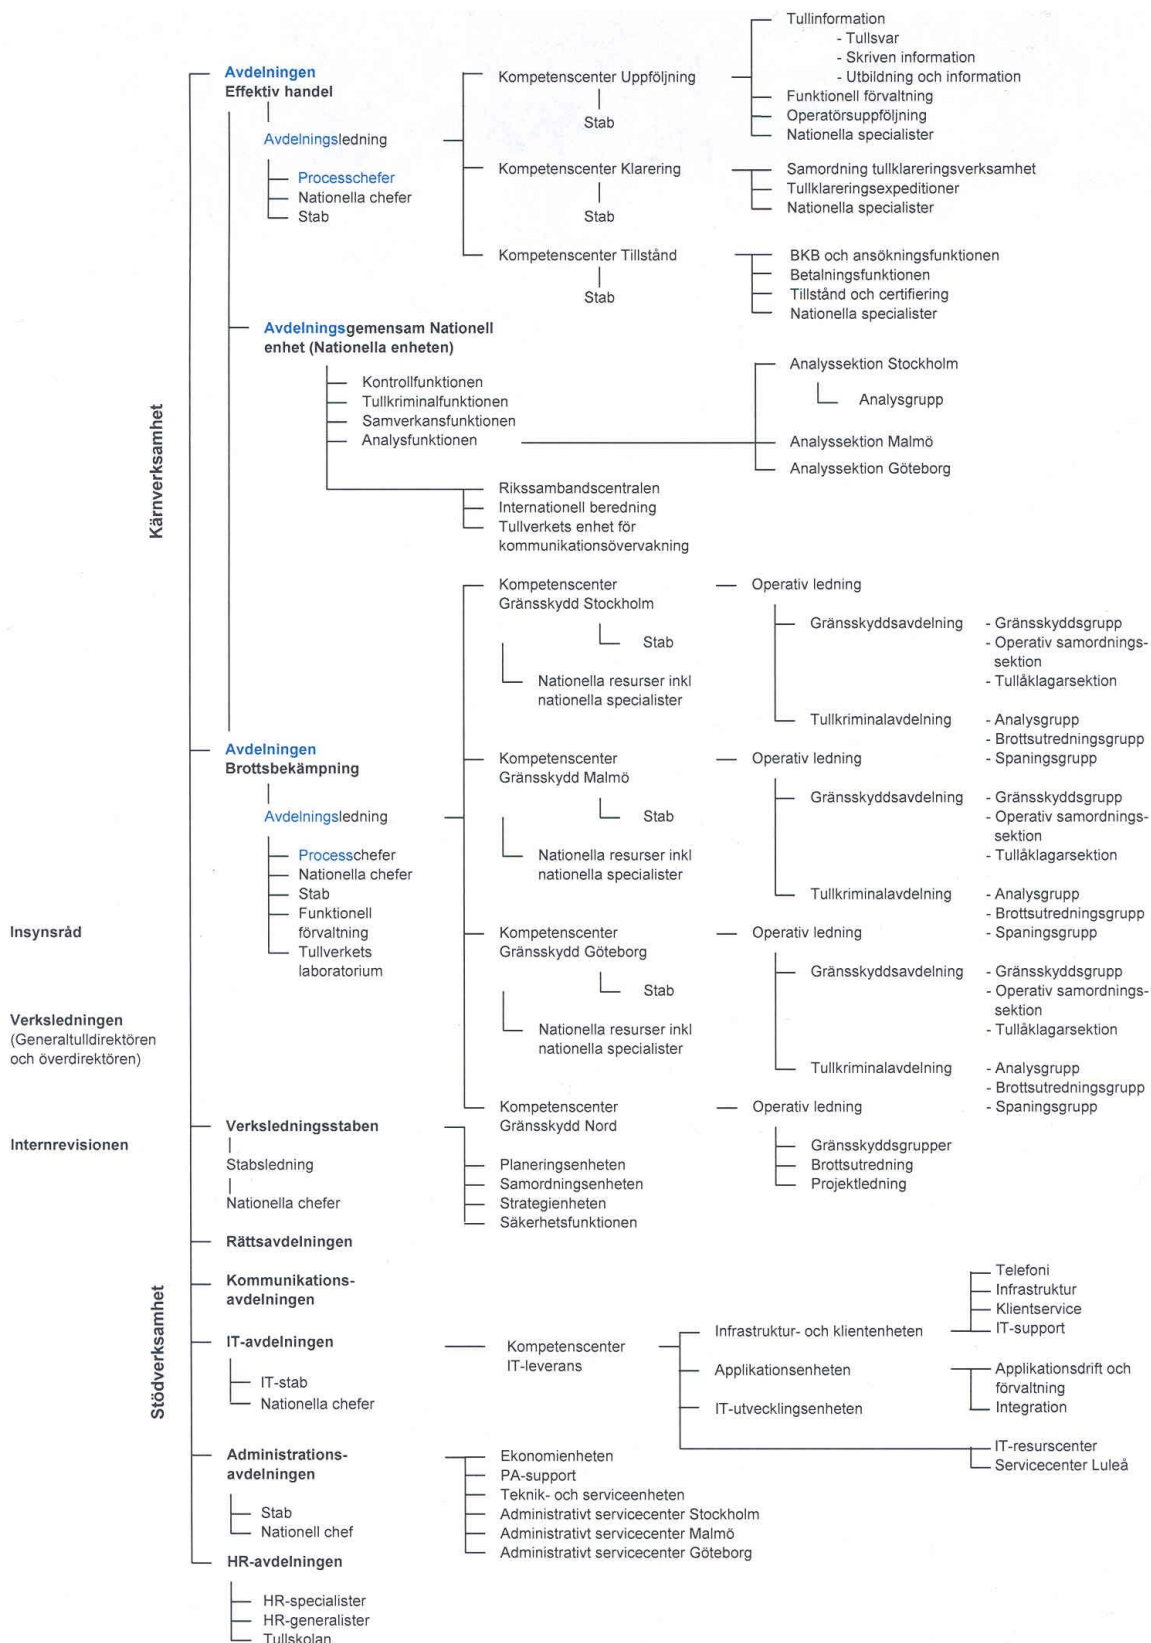 Kärnverksamhet
Avdelningen
Effektiv handel
Avdelningsledning
Processchefer
Nationella chefer
Stab
Kompetenscenter Uppföljning
Stab
Tullinformation
- Tullsvar
- Skriven information
- Utbildning och information
Funktionell förvaltning
Operatörsuppföljning
Nationella specialister
Kompetenscenter Klarering
Stab
Samordning tullklareringsverksamhet
Tullklareringsexpeditioner
Nationella specialister
Kompetenscenter Tillstånd
Stab
BKB och ansökningsfunktionen
Betalningsfunktionen
Tillstånd och certifiering
Nationella specialister
Avdelningsgemensam Nationell
enhet (Nationella enheten)
Kontrollfunktionen
Tullkriminalfunktionen
Samverkansfunktionen
Analysfunktionen
Analyssektion Stockholm
Analysgrupp
Analyssektion Malmö
Analyssektion Göteborg
Rikssambandscentralen
Internationell beredning
Tullverkets enhet för
kommunikationsövervakning
Avdelningen
Brottsbekämpning
Avdelningsledning
Processchefer
Nationella chefer
Stab
Funktionell
förvaltning
Tullverkets
laboratorium
Kompetenscenter
Gränsskydd Stockholm
Stab
Nationella resurser inkl
nationella specialister
Operativ ledning
Gränsskyddsavdelning
- Gränsskyddsgrupp
- Operativ samordnings-
sektion
- Tullåklagarsektion
Tullkriminalavdelning
- Analysgrupp
- Brottsutredningsgrupp
- Spaningsgrupp
Kompetenscenter
Gränsskydd Malmö
Stab
Nationella resurser inkl
nationella specialister
Operativ ledning
Gränsskyddsavdelning
- Gränsskyddsgrupp
- Operativ samordnings-
sektion
- Tullåklagarsektion
Tullkriminalavdelning
- Analysgrupp
- Brottsutredningsgrupp
- Spaningsgrupp
Kompetenscenter
Gränsskydd Göteborg
Stab
Nationella resurser inkl
nationella specialister
Operativ ledning
Gränsskyddsavdelning
- Gränsskyddsgrupp
- Operativ samordnings-
sektion
- Tullåklagarsektion
Tullkriminalavdelning
- Analysgrupp
- Brottsutredningsgrupp
- Spaningsgrupp
Kompetenscenter
Gränsskydd Nord
Operativ ledning
Gränsskyddsgrupper
Brottsutredning
Projektledning
Insynsråd
Verksledningen
(Generaltulldirektören
och överdirektören)
Internrevisionen
Stödverksamhet
Verksledningsstaben
Stabsledning
Nationella chefer
Planeringsenheten
Samordningsenheten
Strategienheten
Säkerhetsfunktionen
Rättsavdelningen
Kommunikations-
avdelningen
IT-avdelningen
IT-stab
Nationella chefer
Kompetenscenter
IT-leverans
Infrastruktur- och klientenheten
Telefoni
Infrastruktur
Klientservice
IT-support
Applikationsenheten
Applikationsdrift och
förvaltning
Integration
IT-utvecklingsenheten
IT-resurscenter
Servicecenter Luleå
Administrations-
avdelningen
Stab
Nationell chef
Ekonomienheten
PA-support
Teknik- och serviceenheten
Administrativt servicecenter Stockholm
Administrativt servicecenter Malmö
Administrativt servicecenter Göteborg
HR-avdelningen
HR-specialister
HR-generalister
Tullskolan